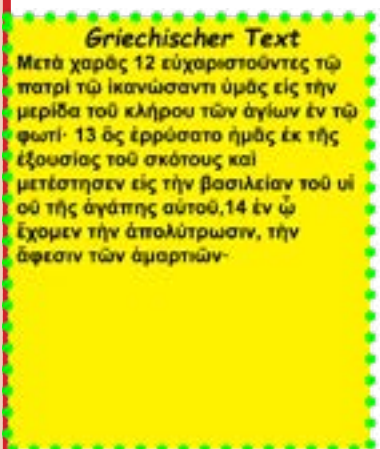 Griechischer Text
Μετὰ χαρᾶς 12 εὐχαριστοῦντες τῷ
πατρὶ τῷ ἱκανώσαντι ὑμᾶς εἰς τὴν
μερίδα τοῦ κλήρου τῶν ἁγίων ἐν τῷ
φωτί· 13 ὃς ἐρρύσατο ἡμᾶς ἐκ τῆς
ἐξουσίας τοῦ σκότους καὶ
μετέστησεν εἰς τὴν βασιλείαν τοῦ υἱ
οῦ τῆς ἀγάπης αὐτοῦ,14 ἐν ᾧ
ἔχομεν τὴν ἀπολύτρωσιν, τὴν
ἄφεσιν τῶν ἁμαρτιῶν·